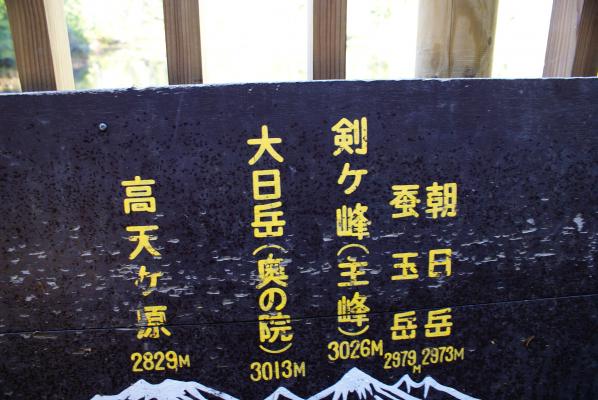 高天ヶ原
2829M
大日岳(奥の院)
3013M
剣ケ峰(主峰)
3026M
蚕玉岳
2979M
朝日岳
2973M